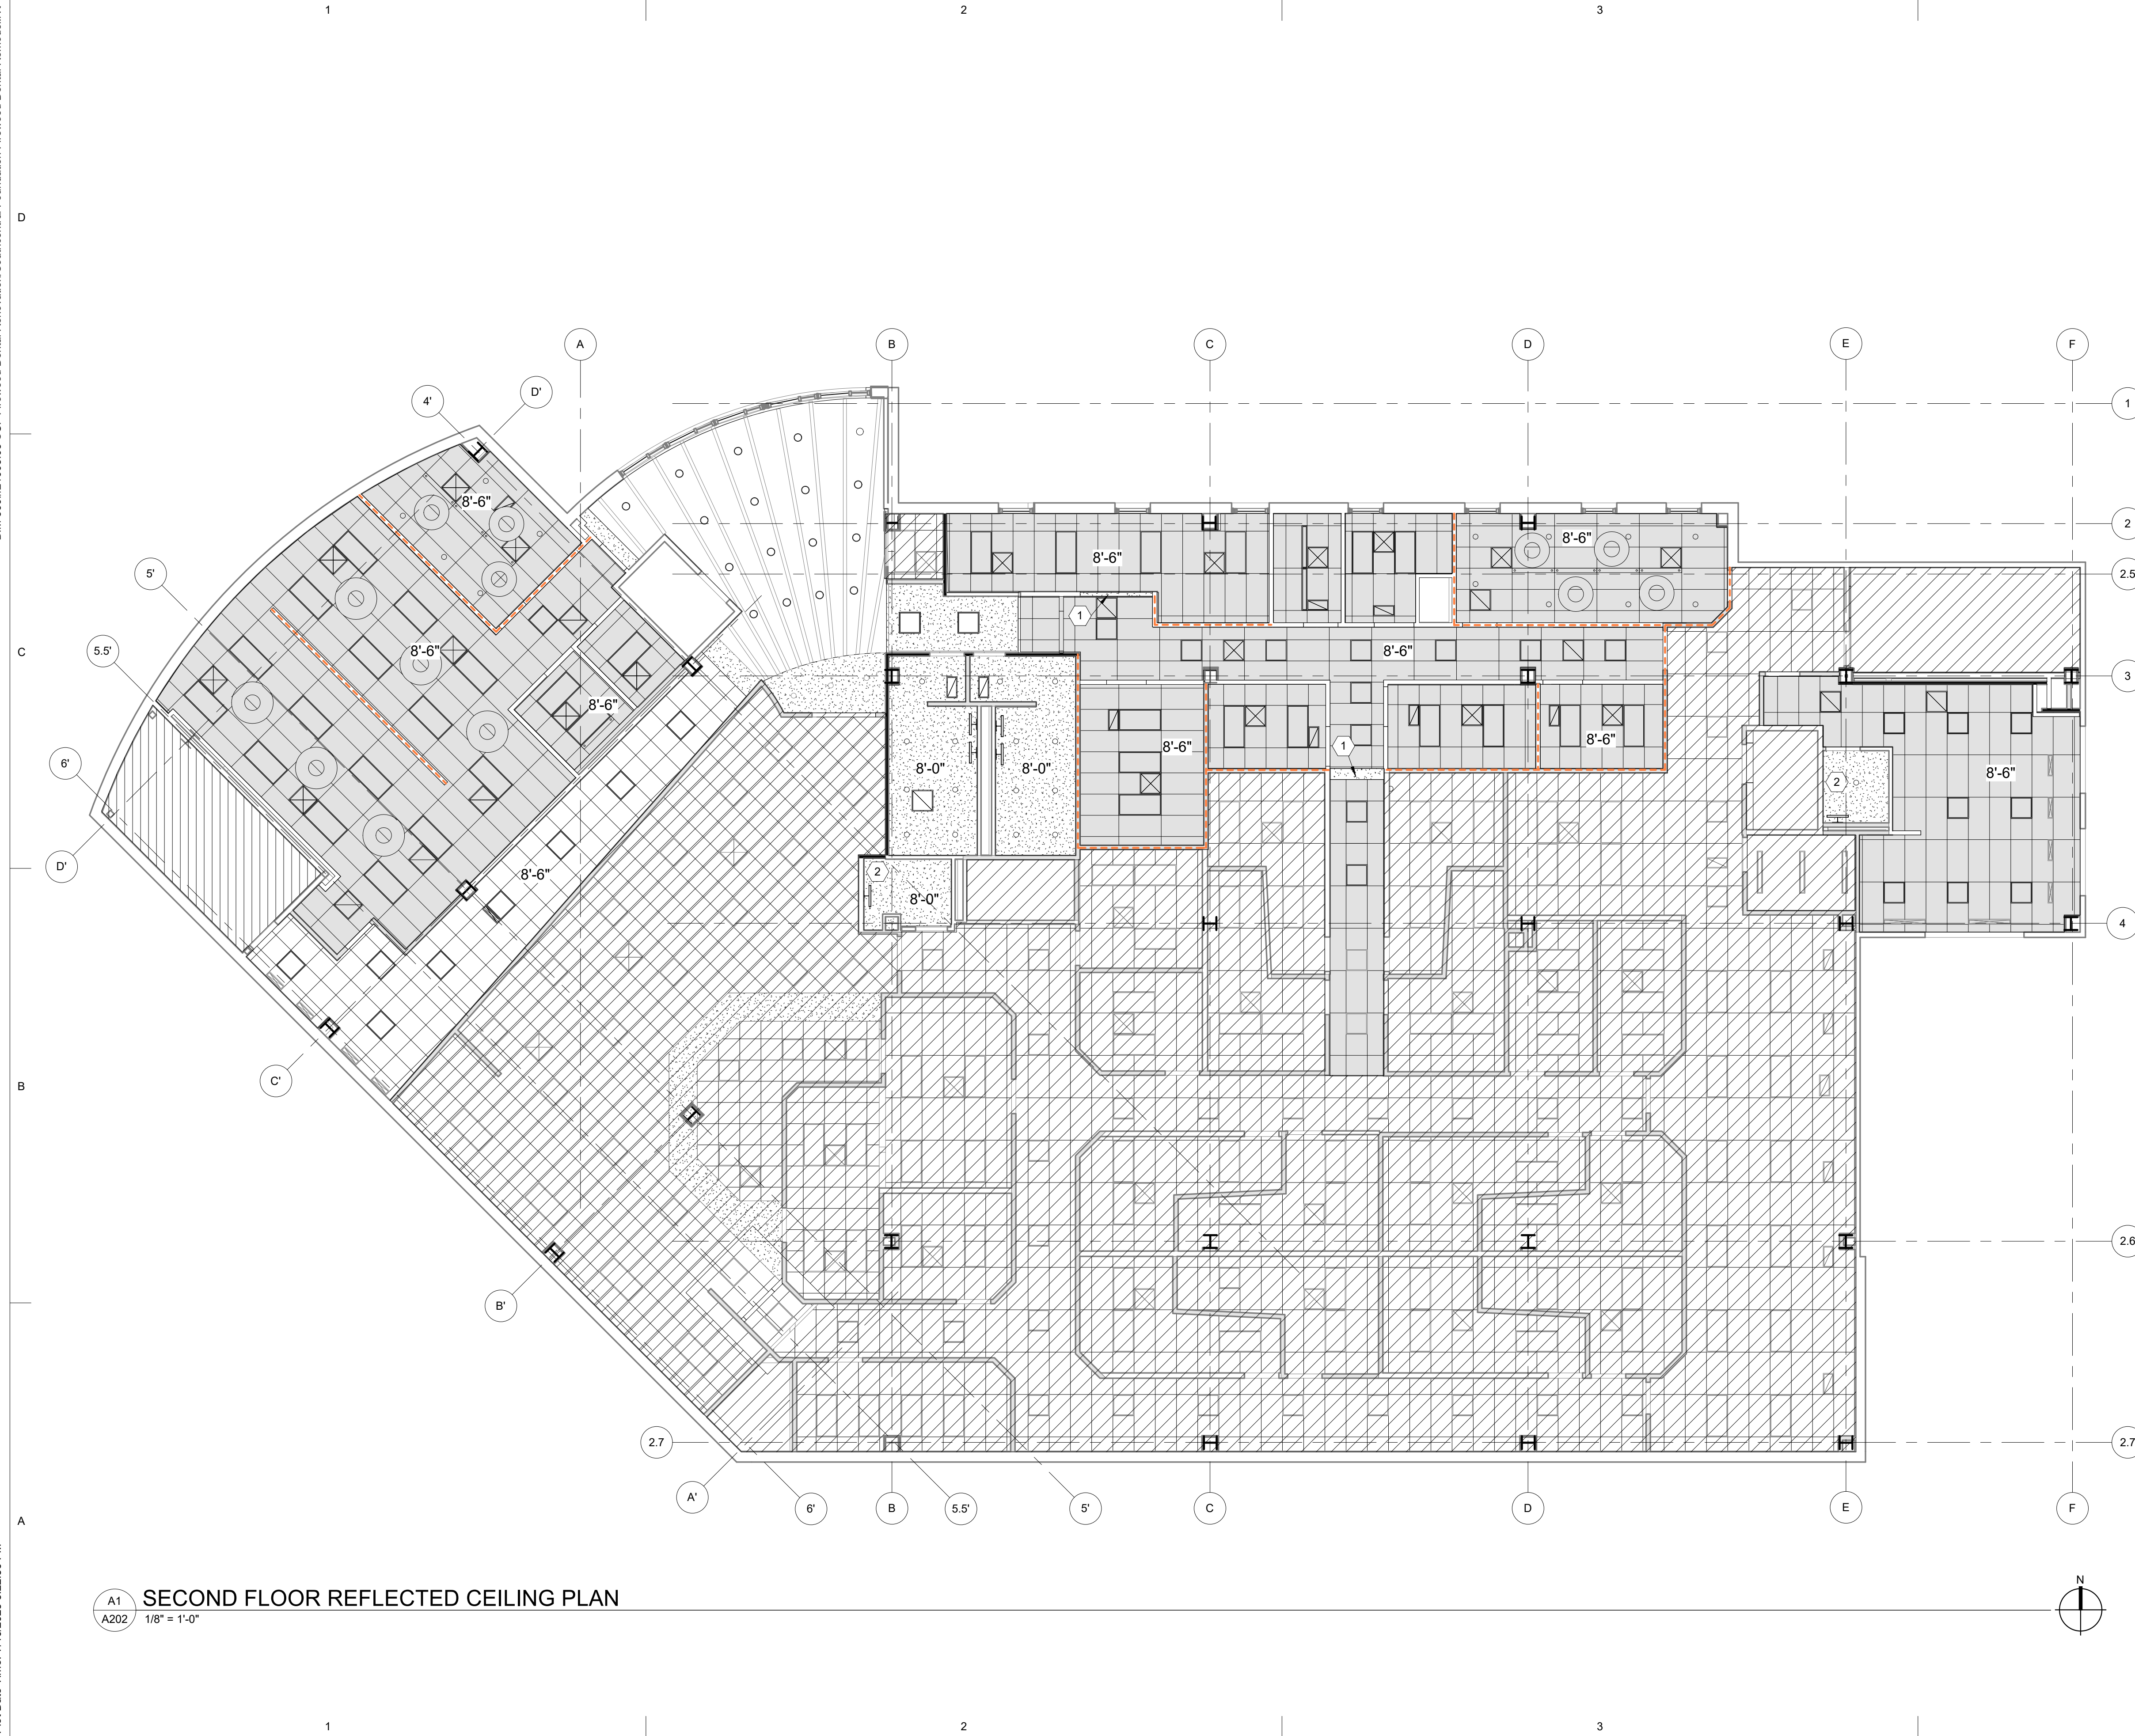 1
2
3
D
C
B
A
A
B
C
D
E
F
D'
4'
1
5'
2
2.5
5.5'
3
6'
D'
4
C'
2.6
B'
2.7
2.7
A'
6'
B
5.5'
5'
C
D
E
F
8'-6"
8'-6"
8'-6"
8'-6"
8'-6"
8'-6"
8'-6"
1
8'-6"
8'-6"
1
8'-0"
8'-0"
8'-6"
2
2
8'-0"
A1
A202
SECOND FLOOR REFLECTED CEILING PLAN
1/8" = 1'-0"
N
1
2
3